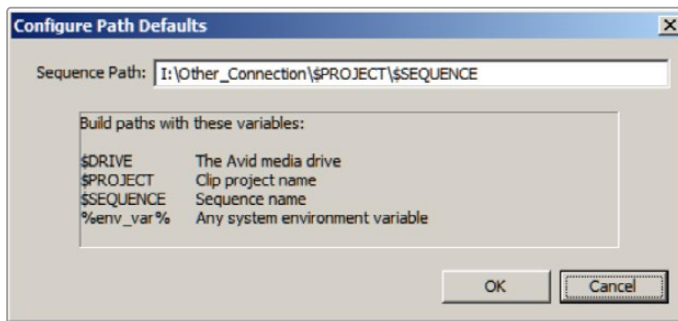 Configure Path Defaults
Sequence Path: I:\Other_Connection\$PROJECT\$SEQUENCE
Build paths with these variables:
$DRIVE The Avid media drive
$PROJECT Clip project name
$SEQUENCE Sequence name
%env_var% Any system environment variable
OK Cancel